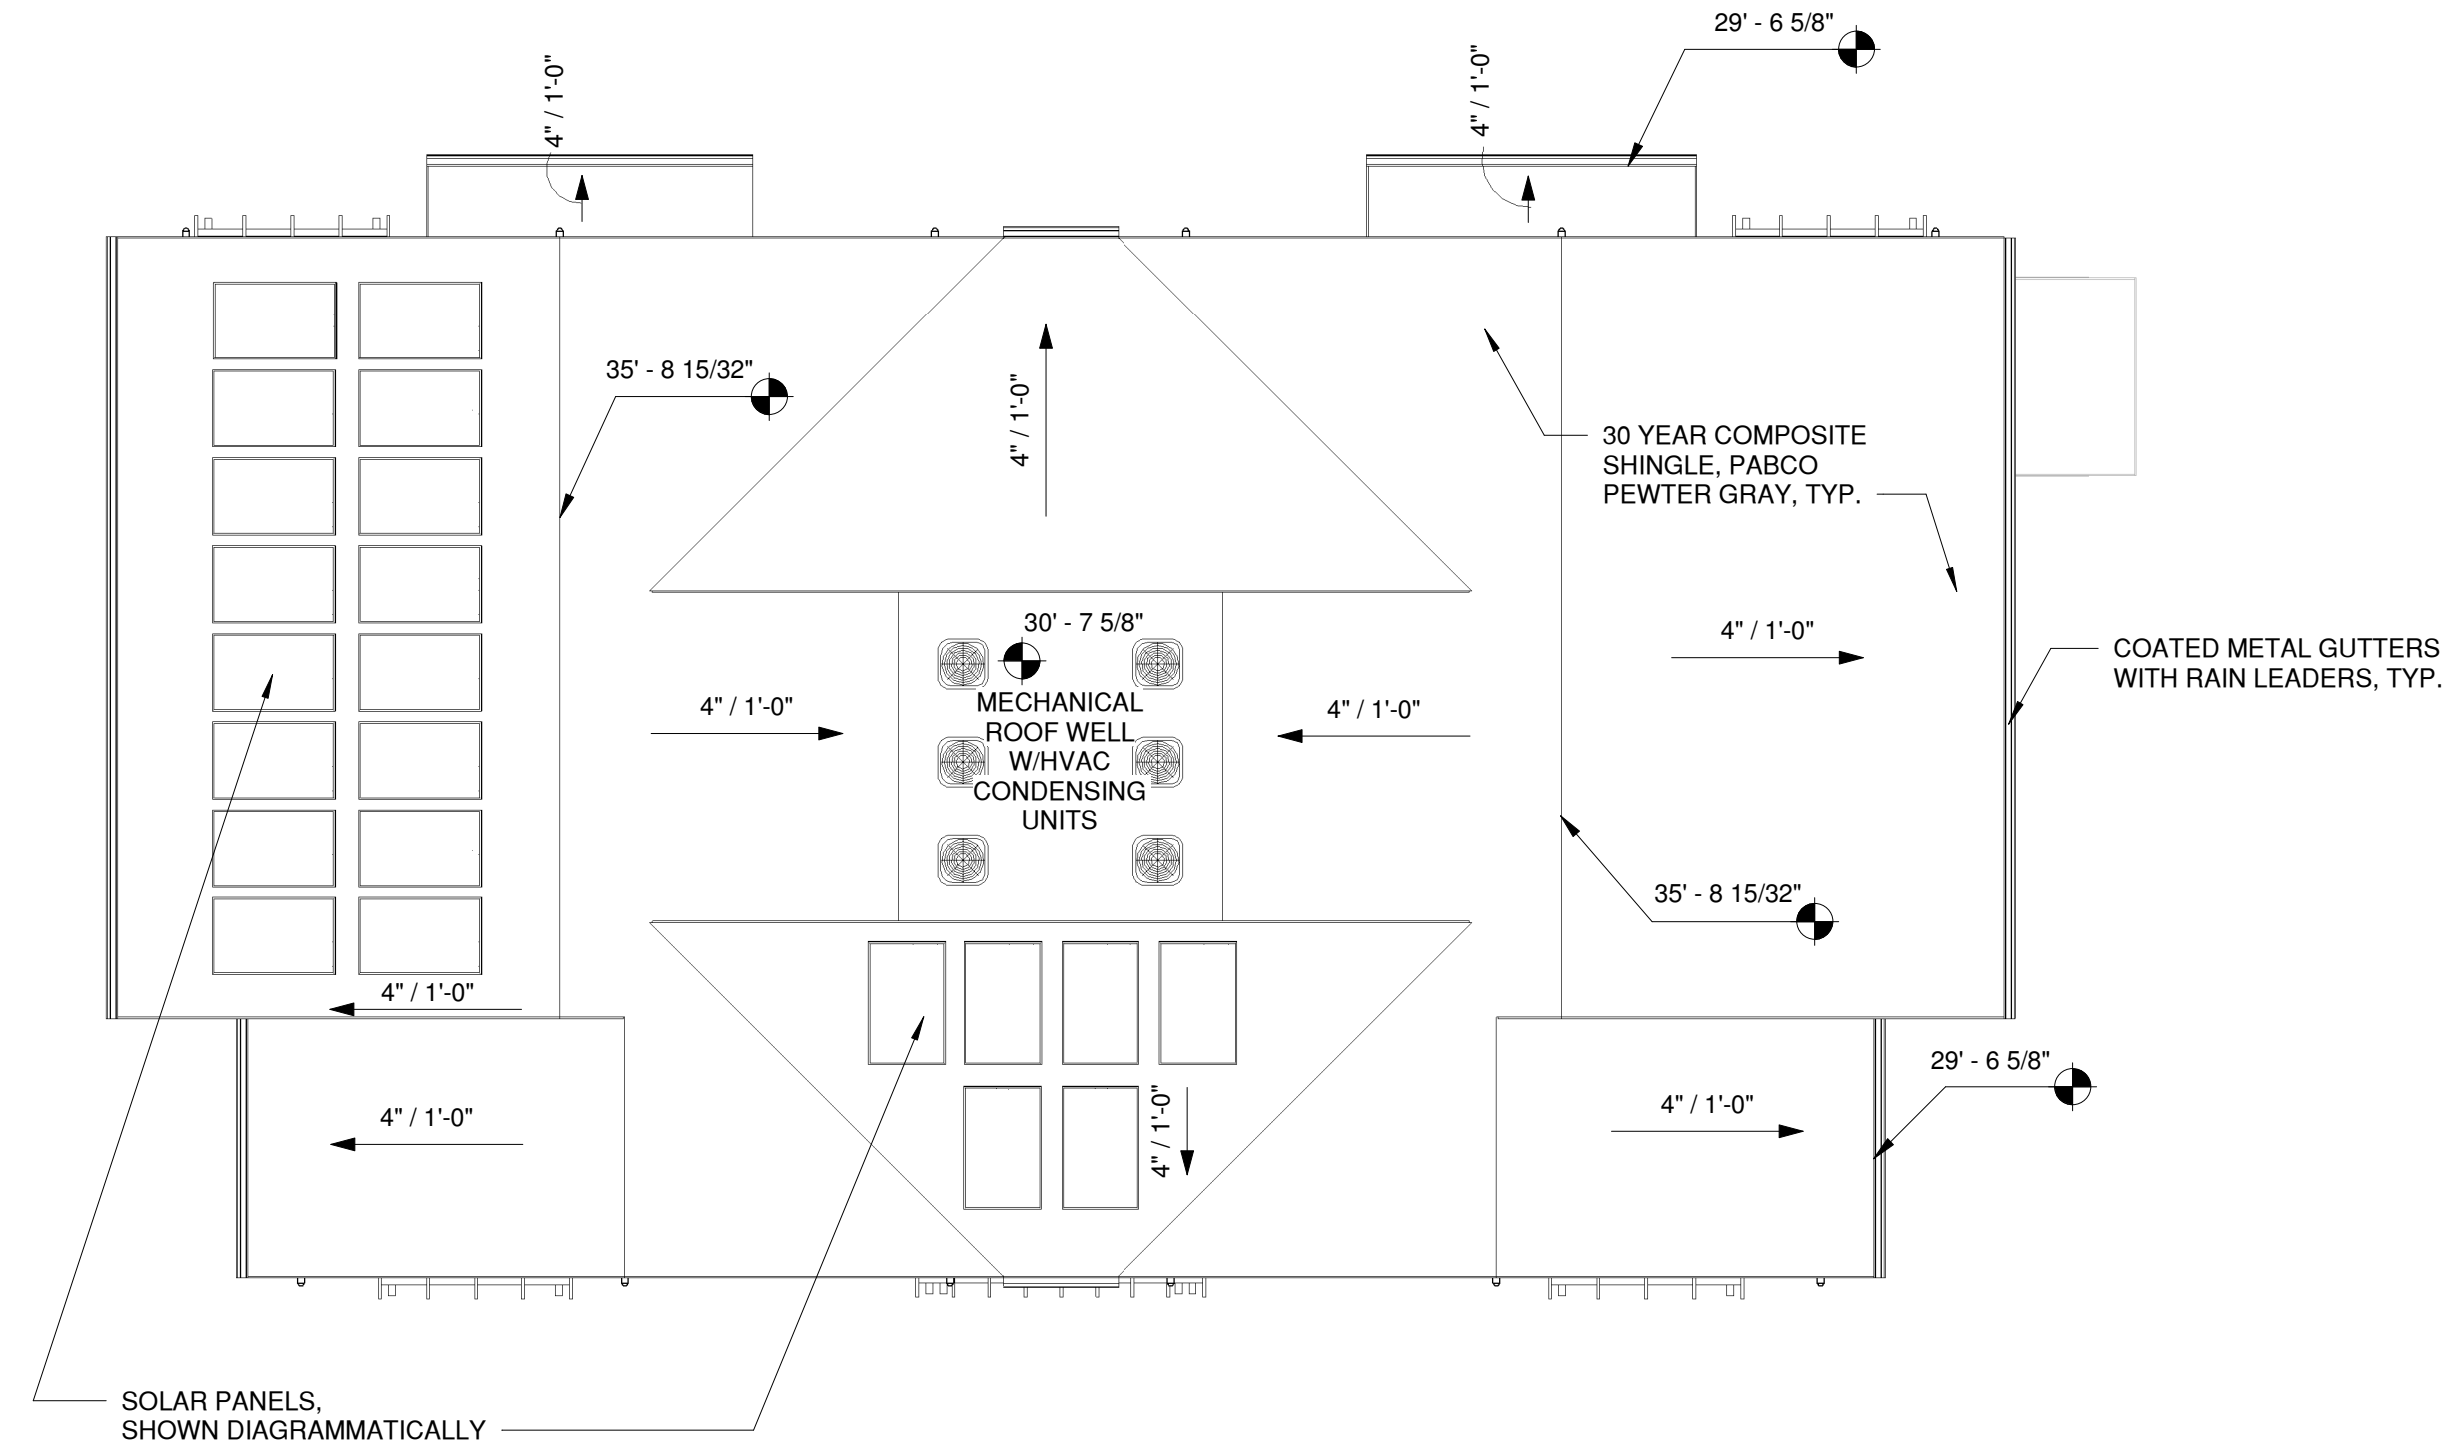 29' - 6 5/8"
4" / 1'-0"
4" / 1'-0"
35' - 8 15/32"
4" / 1'-0"
30 YEAR COMPOSITE
SHINGLE, PABCO
PEWTER GRAY, TYP.
30' - 7 5/8"
4" / 1'-0"
COATED METAL GUTTERS
WITH RAIN LEADERS, TYP.
4" / 1'-0"
MECHANICAL
ROOF WELL
W/HVAC
CONDENSING
UNITS
4" / 1'-0"
35' - 8 15/32"
4" / 1'-0"
29' - 6 5/8"
4" / 1'-0"
4" / 1'-0"
4" / 1'-0"
SOLAR PANELS,
SHOWN DIAGRAMMATICALLY